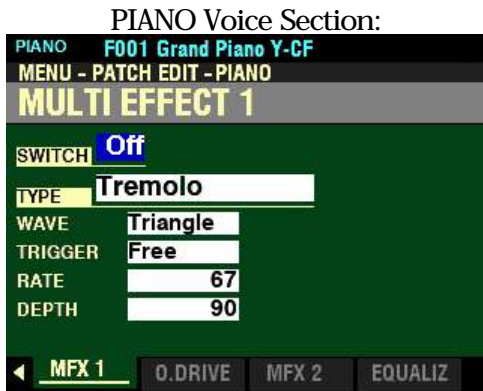 PIANO Voice Section:
PIANO F001 Grand Piano Y-CF
MENU - PATCH EDIT - PIANO
MULTI EFFECT 1
SWITCH Off
TYPE Tremolo
WAVE Triangle
TRIGGER Free
RATE 67
DEPTH 90
MFX 1 O.DRIVE MFX 2 EQUALIZ